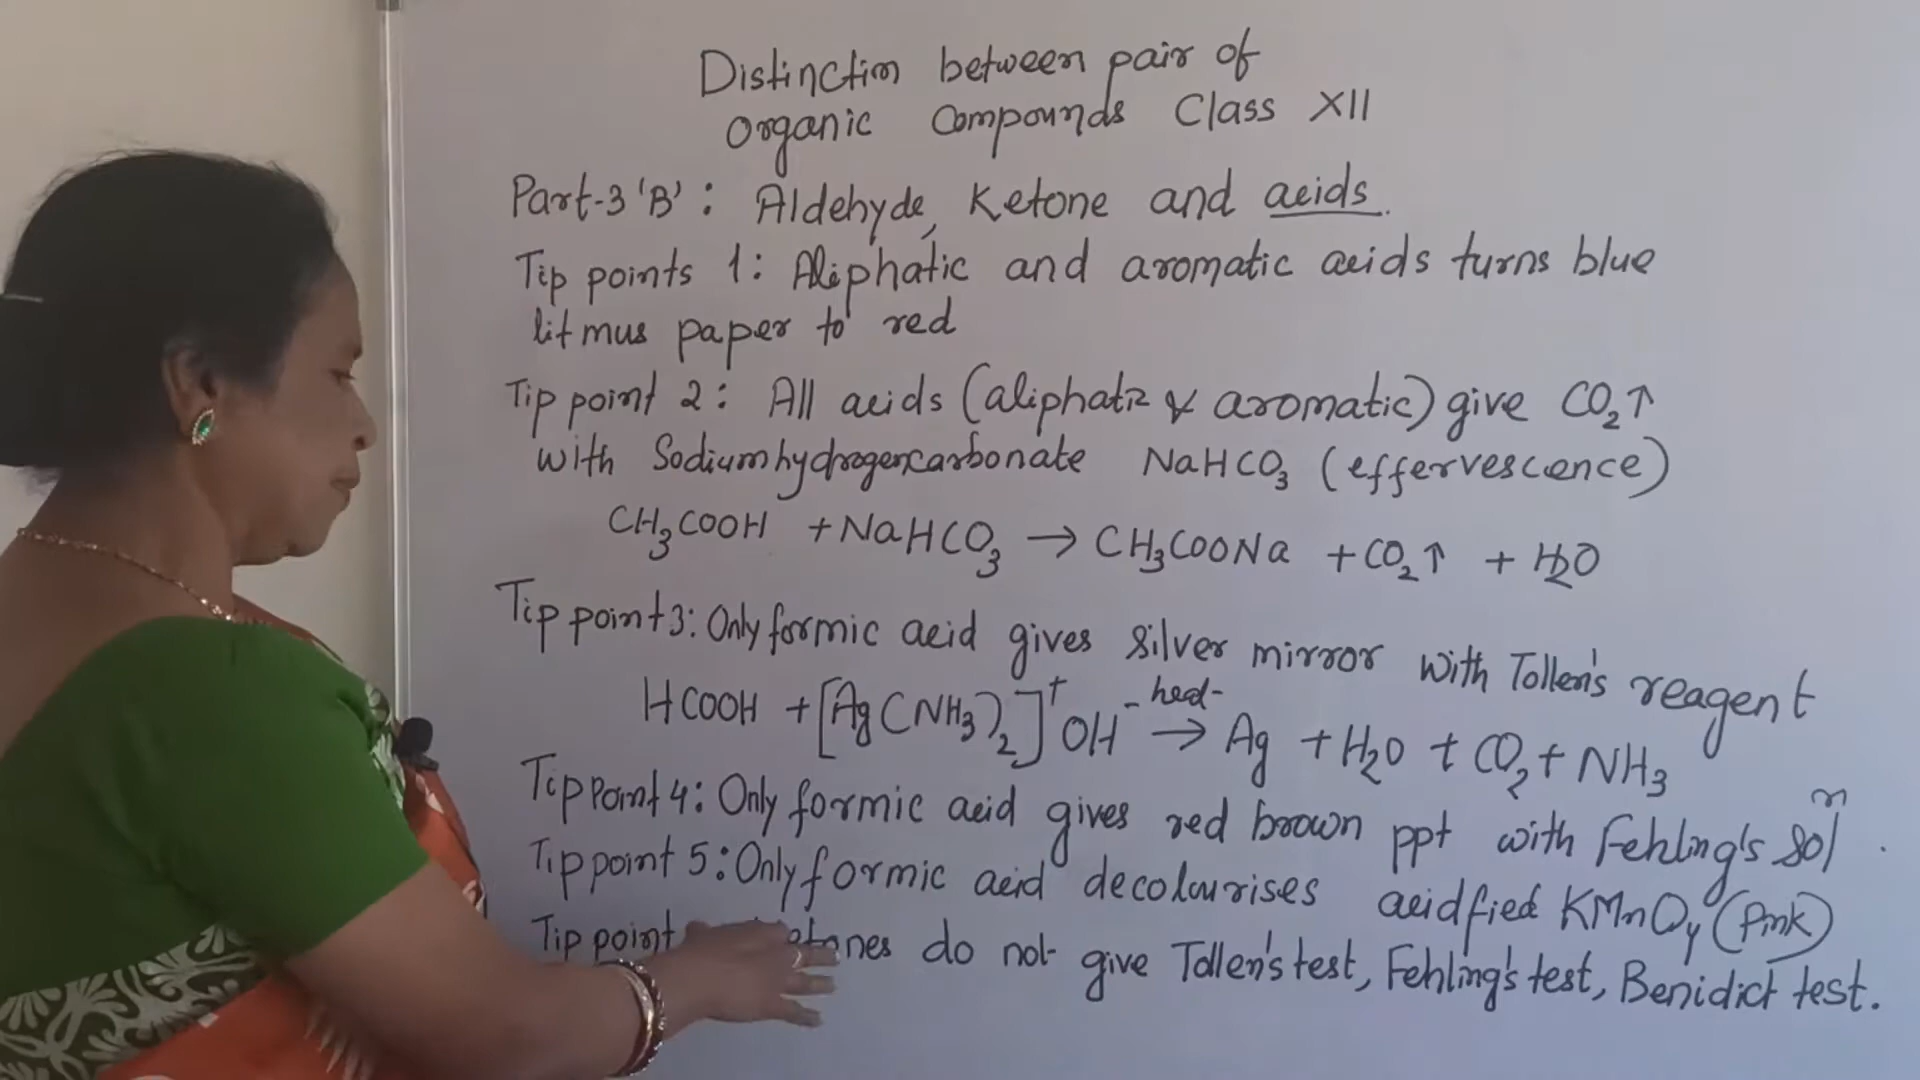 Distinction between pair of
Organic Compounds Class XII
Part-3 'B' : Aldehyde, Ketone and acids.
Tip points 1: Aliphatic and aromatic acids turns blue
litmus paper to red
Tip point 2: All acids (aliphatic & aromatic) give CO₂↑
with Sodiumhydrogencarbonate NaHCO₃ (effervescence)
CH₃COOH + NaHCO₃ → CH₃COONa + CO₂↑ + H₂O
Tip point 3: Only formic acid gives silver mirror with Tollen's reagent
HCOOH + [Ag(NH₃)₂]⁺OH⁻ heat → Ag + H₂O + CO₂ + NH₃
Tip Point 4: Only formic acid gives red brown ppt with Fehling's solⁿ.
Tip point 5: Only formic acid decolourises acidfied KMnO₄ (Pink)
Tip point do not give Tollen's test, Fehling's test, Benidict test.